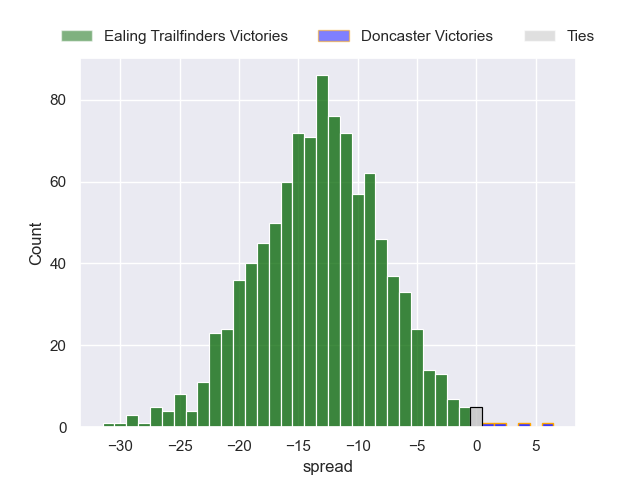 Ealing Trailfinders Victories Doncaster Victories Ties
80
60
40
20
0
Count
−30 −25 −20 −15 −10 −5 0 5
spread